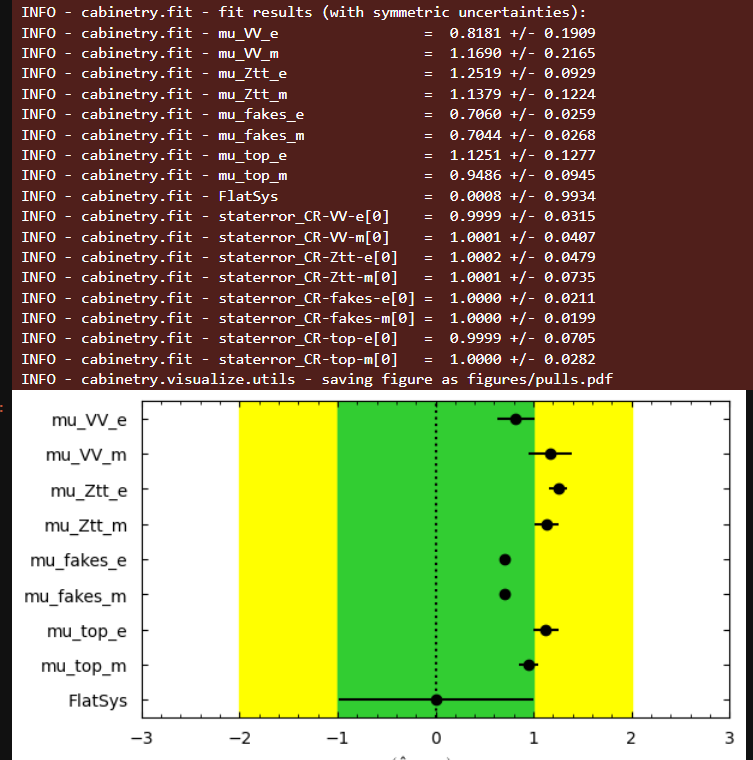 INFO - cabinetry.fit - fit results (with symmetric uncertainties):
INFO - cabinetry.fit - mu_VV_e = 0.8181 +/- 0.1909
INFO - cabinetry.fit - mu_VV_m = 1.1690 +/- 0.2165
INFO - cabinetry.fit - mu_Ztt_e = 1.2519 +/- 0.0929
INFO - cabinetry.fit - mu_Ztt_m = 1.1379 +/- 0.1224
INFO - cabinetry.fit - mu_fakes_e = 0.7060 +/- 0.0259
INFO - cabinetry.fit - mu_fakes_m = 0.7044 +/- 0.0268
INFO - cabinetry.fit - mu_top_e = 1.1251 +/- 0.1277
INFO - cabinetry.fit - mu_top_m = 0.9486 +/- 0.0945
INFO - cabinetry.fit - FlatSys = 0.0008 +/- 0.9934
INFO - cabinetry.fit - staterror_CR-VV-e[0] = 0.9999 +/- 0.0315
INFO - cabinetry.fit - staterror_CR-VV-m[0] = 1.0001 +/- 0.0407
INFO - cabinetry.fit - staterror_CR-Ztt-e[0] = 1.0002 +/- 0.0479
INFO - cabinetry.fit - staterror_CR-Ztt-m[0] = 1.0001 +/- 0.0735
INFO - cabinetry.fit - staterror_CR-fakes-e[0] = 1.0000 +/- 0.0211
INFO - cabinetry.fit - staterror_CR-fakes-m[0] = 1.0000 +/- 0.0199
INFO - cabinetry.fit - staterror_CR-top-e[0] = 0.9999 +/- 0.0705
INFO - cabinetry.fit - staterror_CR-top-m[0] = 1.0000 +/- 0.0282
INFO - cabinetry.visualize.utils - saving figure as figures/pulls.pdf
mu_VV_e
mu_VV_m
mu_Ztt_e
mu_Ztt_m
mu_fakes_e
mu_fakes_m
mu_top_e
mu_top_m
FlatSys
−3 −2 −1 0 1 2 3